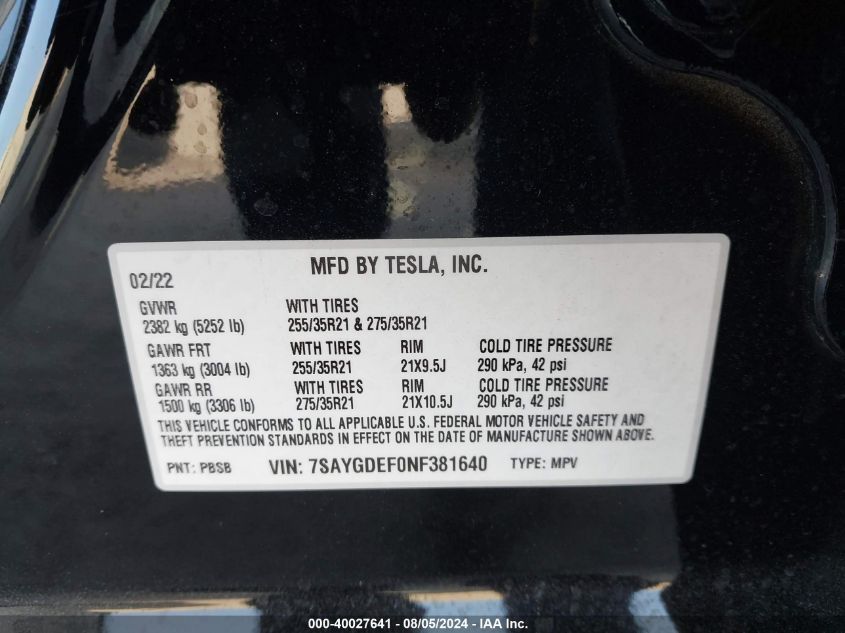 MFD BY TESLA, INC.
02/22
GVWR WITH TIRES
2382 kg (5252 lb) 255/35R21 & 275/35R21
GAWR FRT WITH TIRES RIM COLD TIRE PRESSURE
1363 kg (3004 lb) 255/35R21 21X9.5J 290 kPa, 42 psi
GAWR RR WITH TIRES RIM COLD TIRE PRESSURE
1500 kg (3306 lb) 275/35R21 21X10.5J 290 kPa, 42 psi
THIS VEHICLE CONFORMS TO ALL APPLICABLE U.S. FEDERAL MOTOR VEHICLE SAFETY AND
THEFT PREVENTION STANDARDS IN EFFECT ON THE DATE OF MANUFACTURE SHOWN ABOVE.
PNT: PBSB VIN: 7SAYGDEF0NF381640 TYPE: MPV
000-40027641 - 08/05/2024 - IAA Inc.